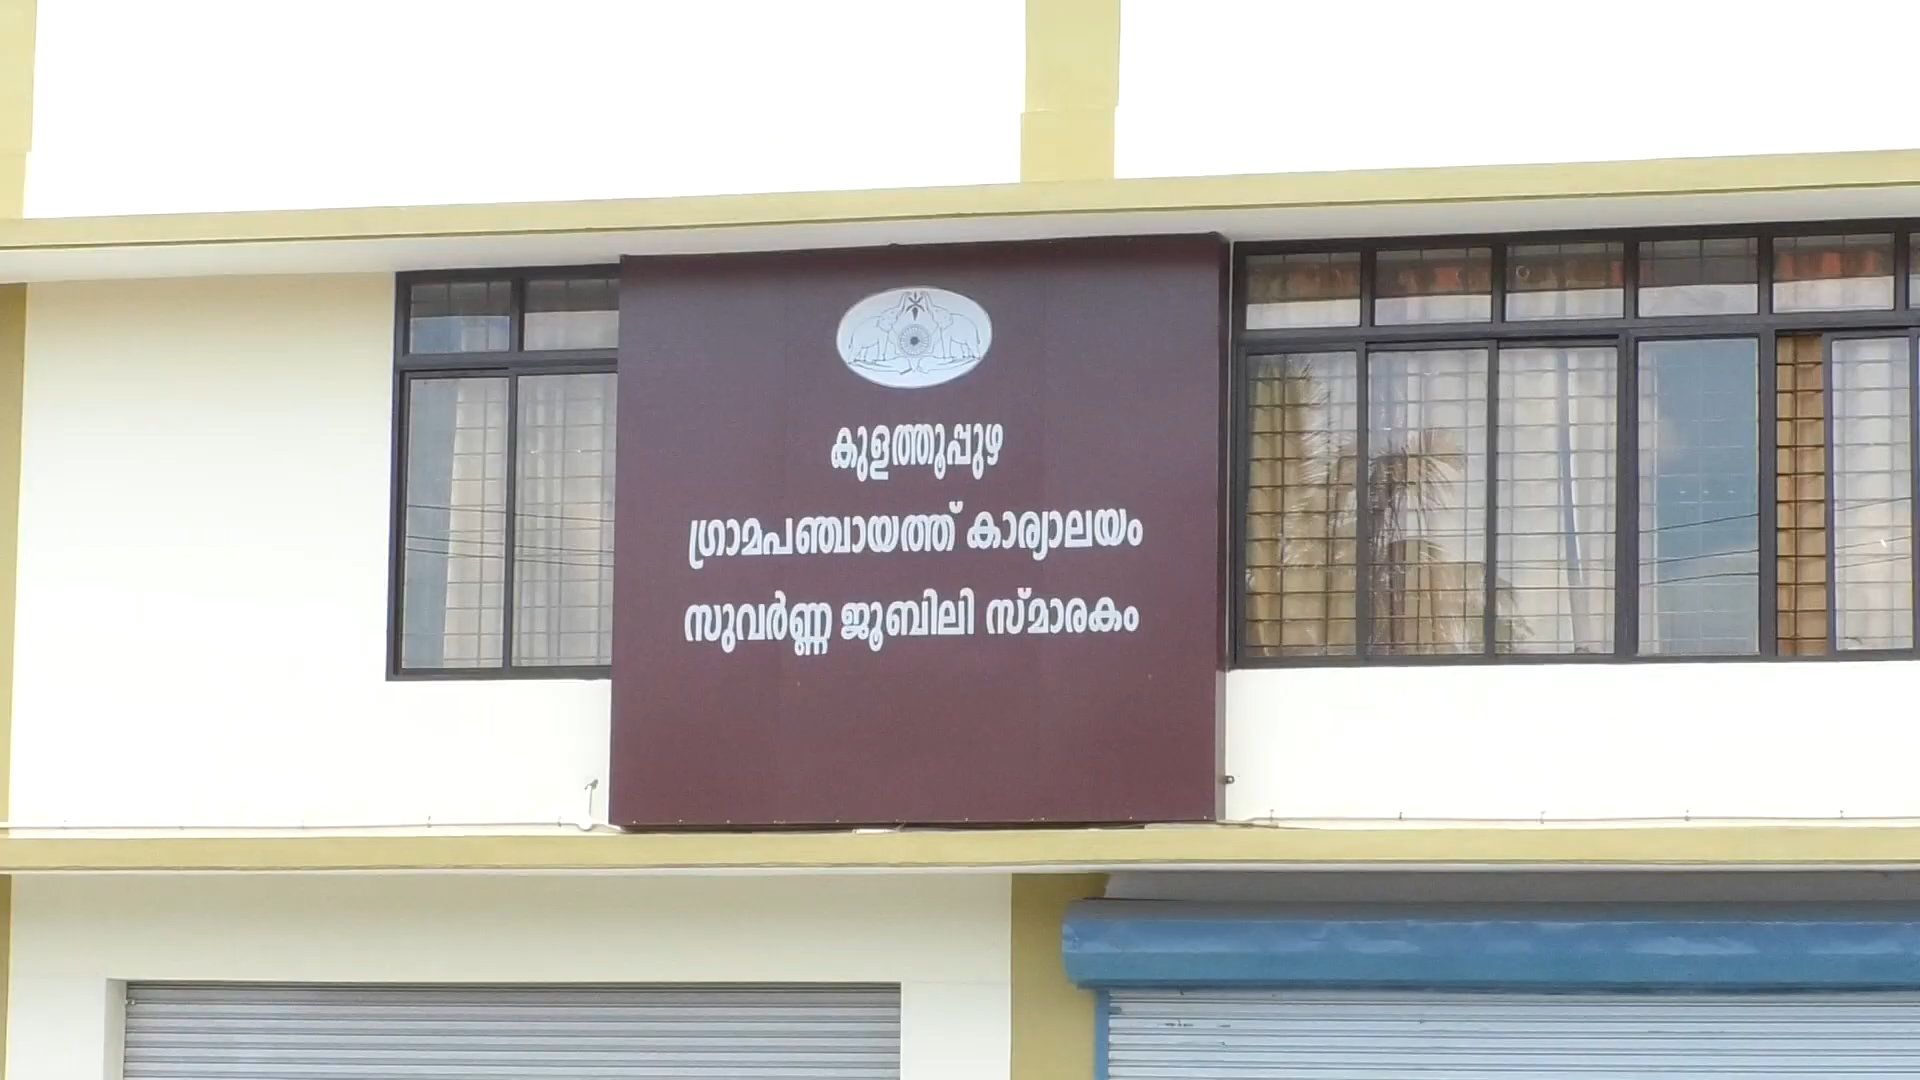 കുളത്തൂപ്പുഴ
ഗ്രാമപഞ്ചായത്ത് കാര്യാലയം
സുവർണ്ണ ജൂബിലി സ്മാരകം